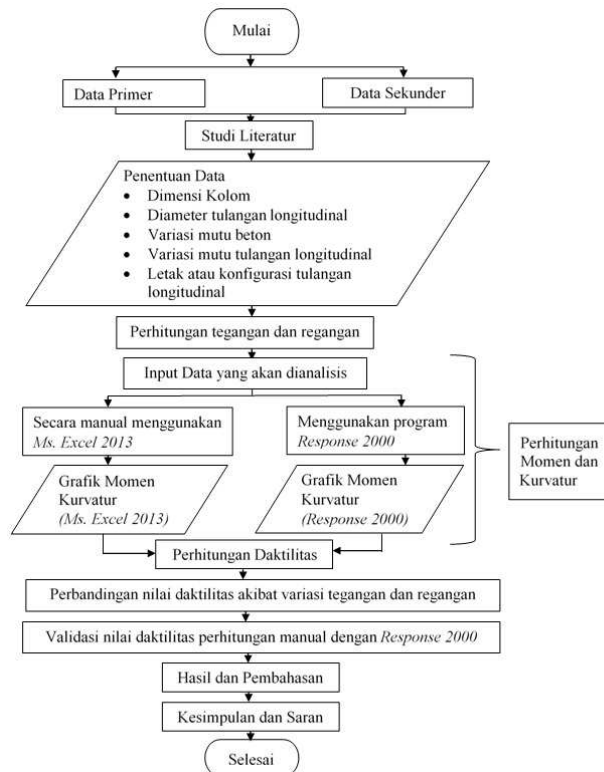 Mulai
Data Primer
Data Sekunder
Studi Literatur
Penentuan Data
• Dimensi Kolom
• Diameter tulangan longitudinal
• Variasi mutu beton
• Variasi mutu tulangan longitudinal
• Letak atau konfigurasi tulangan
longitudinal
Perhitungan tegangan dan regangan
Input Data yang akan dianalisis
Secara manual menggunakan
Ms. Excel 2013
Menggunakan program
Response 2000
Grafik Momen
Kurvatur
(Ms. Excel 2013)
Grafik Momen
Kurvatur
(Response 2000)
Perhitungan
Momen dan
Kurvatur
Perhitungan Daktilitas
Perbandingan nilai daktilitas akibat variasi tegangan dan regangan
Validasi nilai daktilitas perhitungan manual dengan Response 2000
Hasil dan Pembahasan
Kesimpulan dan Saran
Selesai